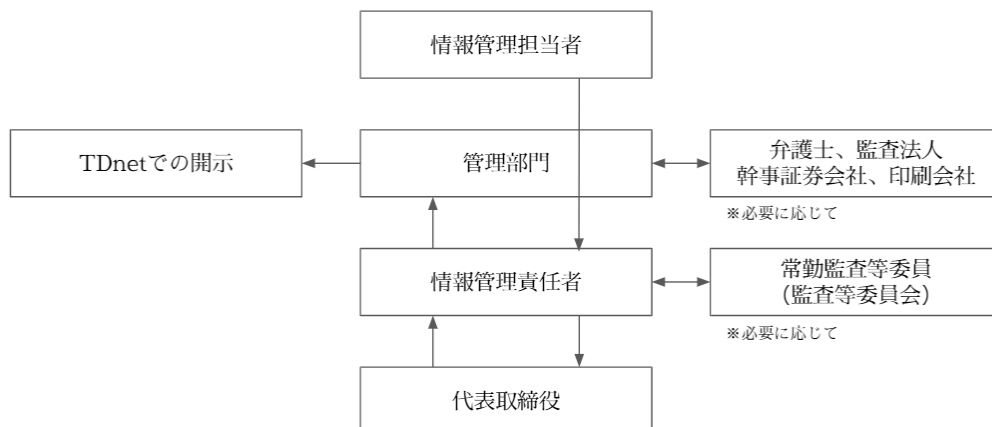 情報管理担当者
TDnetでの開示
管理部門
弁護士、監査法人
幹事証券会社、印刷会社
※必要に応じて
情報管理責任者
常勤監査等委員
（監査等委員会）
※必要に応じて
代表取締役